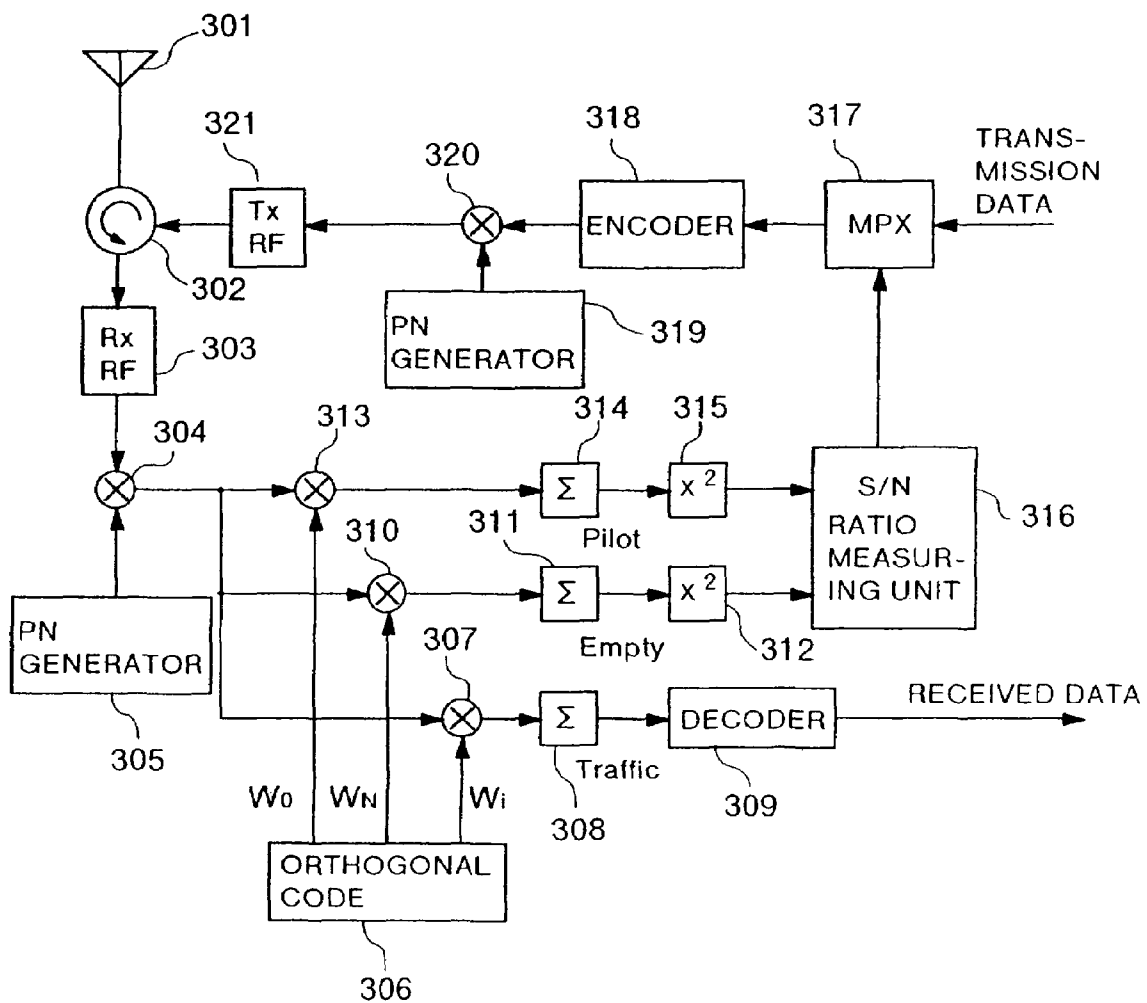 301
321
320
318
317
TRANS-
MISSION
DATA
Tx
RF
ENCODER
MPX
302
Rx
RF
303
PN
GENERATOR
319
304
313
314
315
Σ
x²
S/N
RATIO
MEASUR-
ING UNIT
316
Pilot
310
311
Σ
x²
PN
GENERATOR
Empty
312
307
305
Σ
DECODER
RECEIVED DATA
Traffic
W0
WN
Wi
308
309
ORTHOGONAL
CODE
306